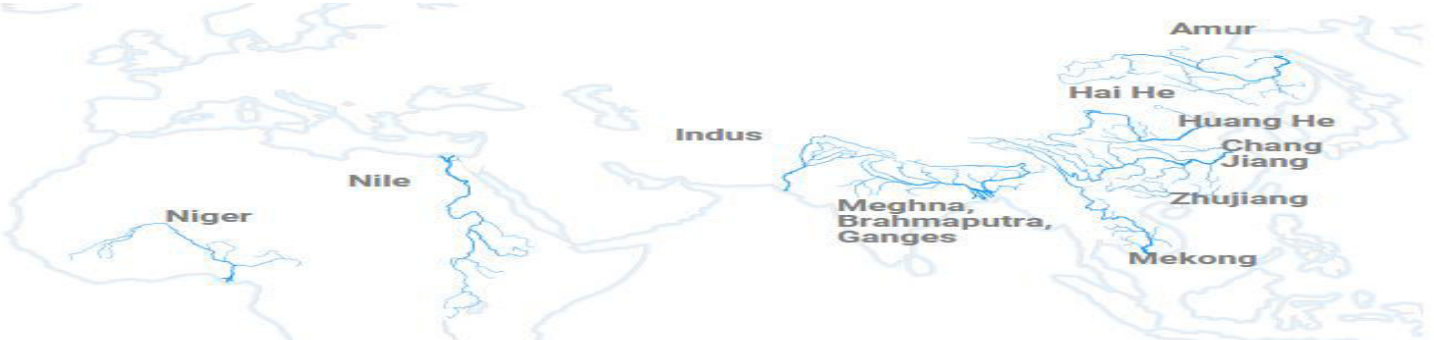 Amur
Hai He
Huang He
Indus
Chang
Jiang
Nile
Zhujiang
Meghna,
Brahmaputra,
Ganges
Niger
Mekong